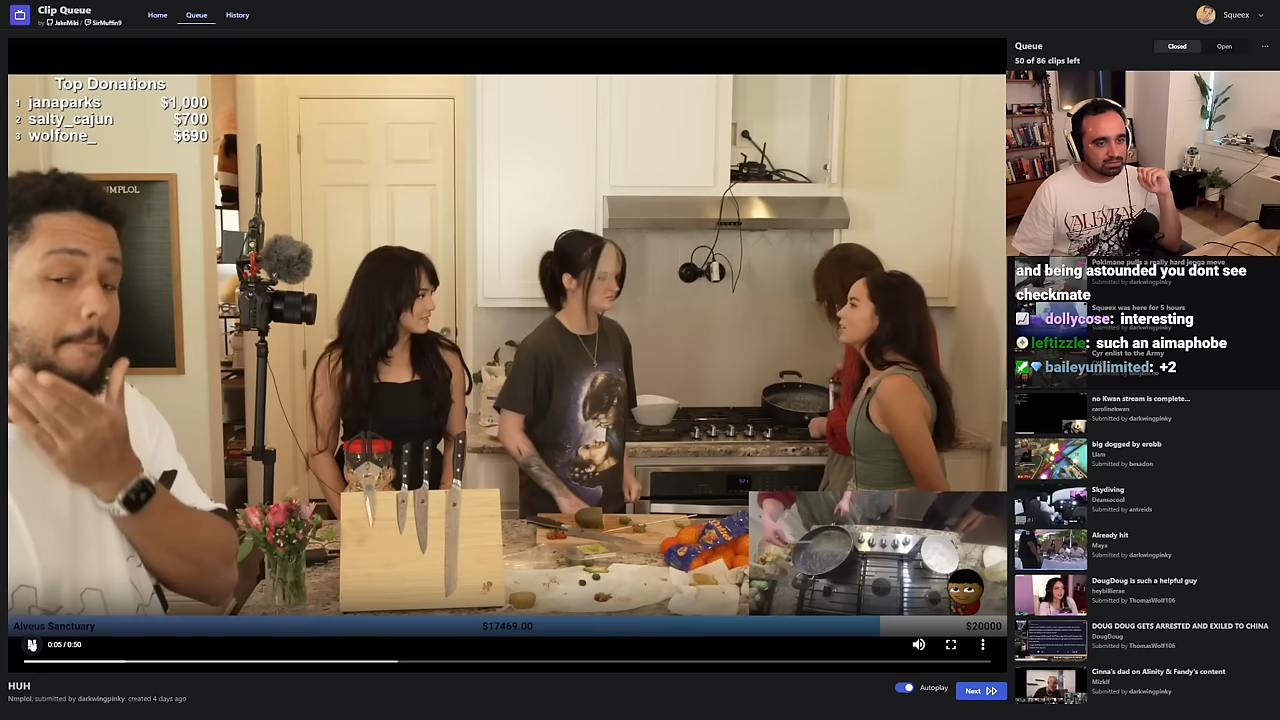 Clip Queue
by JakeMiki / SirMuffin9
Home
Queue
History
Squeex
Queue
Closed
Open
50 of 86 clips left
Top Donations
1 janaparks $1,000
2 salty_cajun $700
3 wolfone_ $690
NMPLOL
VALKYRIE
Pokimane pulls a really hard jenga move
Submitted by darkwingpinky
and being astounded you dont see
checkmate
Squeex was here for 5 hours
dollycose: interesting
Submitted by darkwingpinky
leftizzle: such an aimaphobe
Cyr enlist to the Army
baileyunlimited: +2
no Kwan stream is complete...
carolinekwan
Submitted by darkwingpinky
big dogged by erobb
Liam
Submitted by besadon
Skydiving
Deansocool
Submitted by antreids
Already hit
Maya
Submitted by darkwingpinky
DougDoug is such a helpful guy
heybillierae
Submitted by ThomasWolf106
DOUG DOUG GETS ARRESTED AND EXILED TO CHINA
DougDoug
Submitted by ThomasWolf106
Cinna's dad on Alinity & Fandy's content
Mizkif
Submitted by darkwingpinky
Alveus Sanctuary
$17469.00
$20000
0:05 / 0:50
HUH
Nmplol, submitted by darkwingpinky, created 4 days ago
Autoplay
Next